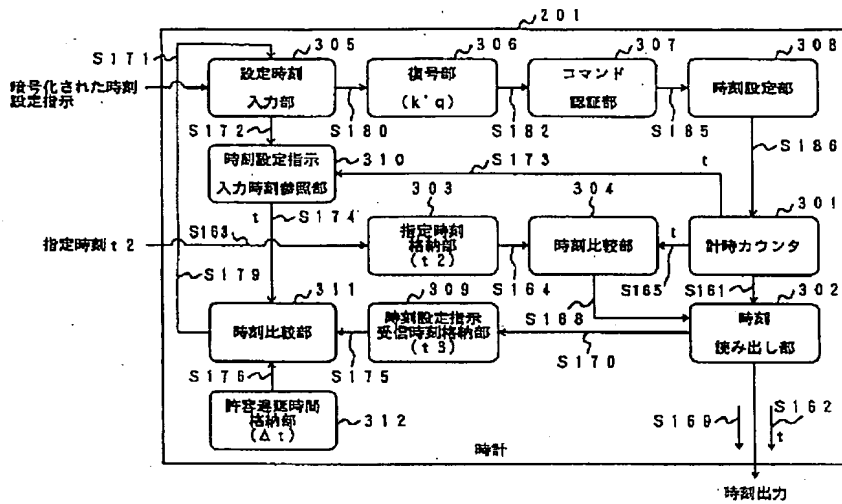 201
S171
305
306
307
308
暗号化された時刻
設定指示
設定時刻
入力部
復号部
(k'q)
コマンド
認証部
時刻設定部
S172
S180
S182
S185
S186
時刻設定指示
入力時刻参照部
310
S173
t
303
304
301
t
S174
S163
指定時刻t2
指定時刻
格納部
(t2)
時刻比較部
t
計時カウンタ
S179
S164
S165
S161
311
309
S168
302
時刻比較部
時刻設定指示
受信時刻格納部
(t3)
時刻
読み出し部
S175
S170
S176
許容遅延時間
格納部
(Δt)
312
S169
S162
t
時計
時刻出力